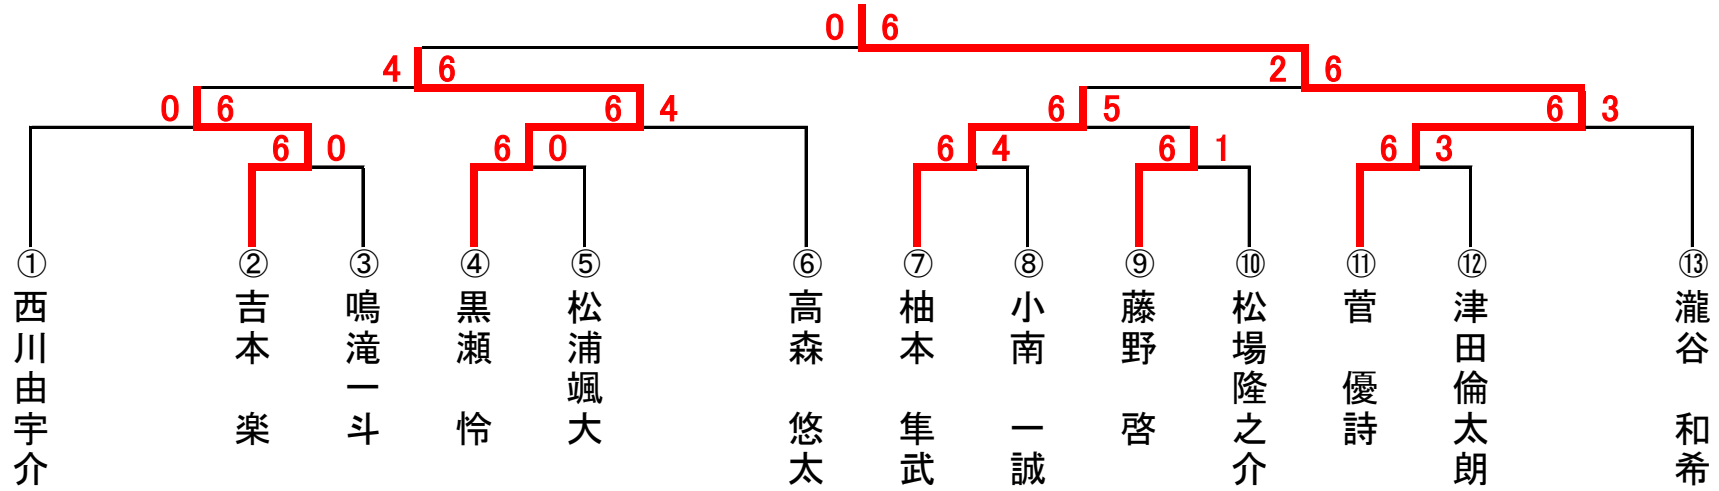 0 6
4 6 2 6
0 6 6 4 6 5 6 3
6 0 6 0 6 4 6 1 6 3
① ② ③ ④ ⑤ ⑥ ⑦ ⑧ ⑨ ⑩ ⑪ ⑫ ⑬
西川由宇介
吉本 楽
鳴滝一斗
黒瀬 怜
松浦颯大
高森 悠太
柚本 隼武
小南 一誠
藤野 啓
松場隆之介
菅 優詩
津田倫太朗
瀧谷 和希